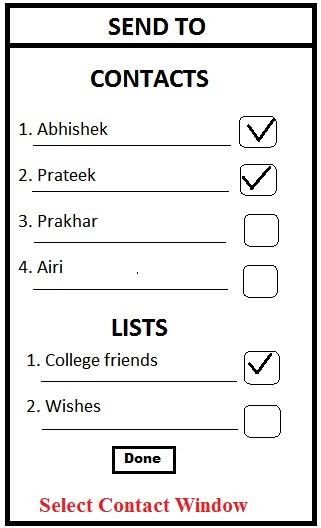 SEND TO
CONTACTS
1. Abhishek
2. Prateek
3. Prakhar
4. Airi
LISTS
1. College friends
2. Wishes
Done
Select Contact Window